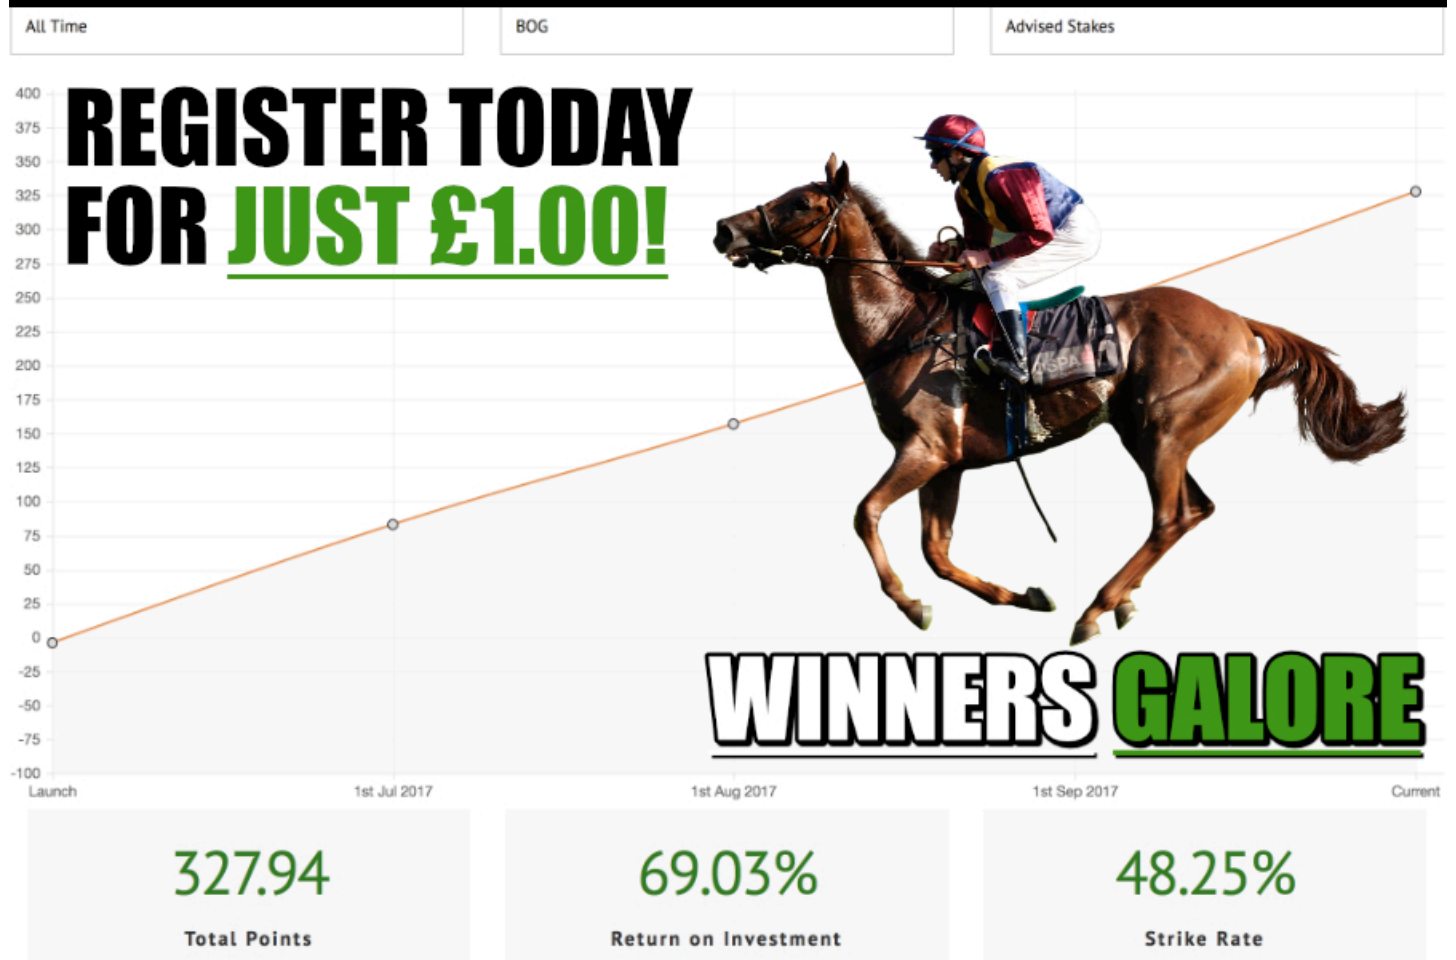 All Time
BOG
Advised Stakes
REGISTER TODAY
FOR JUST £1.00!
400
375
350
325
300
275
250
225
200
175
150
125
100
75
50
25
0
-25
-50
-75
-100
WINNERS GALORE
Launch
1st Jul 2017
1st Aug 2017
1st Sep 2017
Current
327.94
Total Points
69.03%
Return on Investment
48.25%
Strike Rate